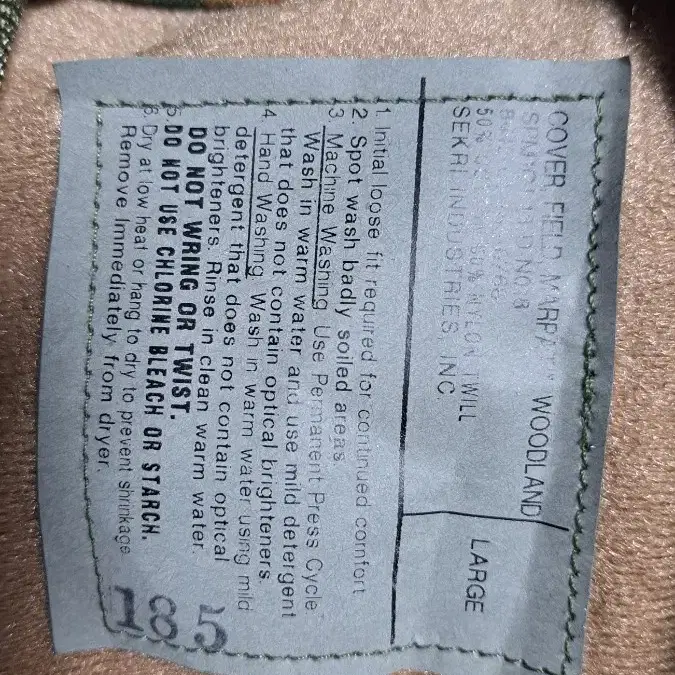 COVER, FIELD, MARPAT WOODLAND
NO. 8
50% NYLON TWILL
SEKRI INDUSTRIES, INC
LARGE
1. Initial loose fit required for continued comfort
2. Spot wash badly soiled areas
3. Machine Washing Use Permanent Press Cycle
Wash in warm water and use mild detergent
that does not contain optical brighteners.
4. Hand Washing Wash in warm water using mild
detergent that does not contain optical
brighteners. Rinse in clean warm water.
DO NOT WRING OR TWIST.
5. DO NOT USE CHLORINE BLEACH OR STARCH.
6. Dry at low heat or hang to dry to prevent shrinkage
Remove Immediately from dryer.
185